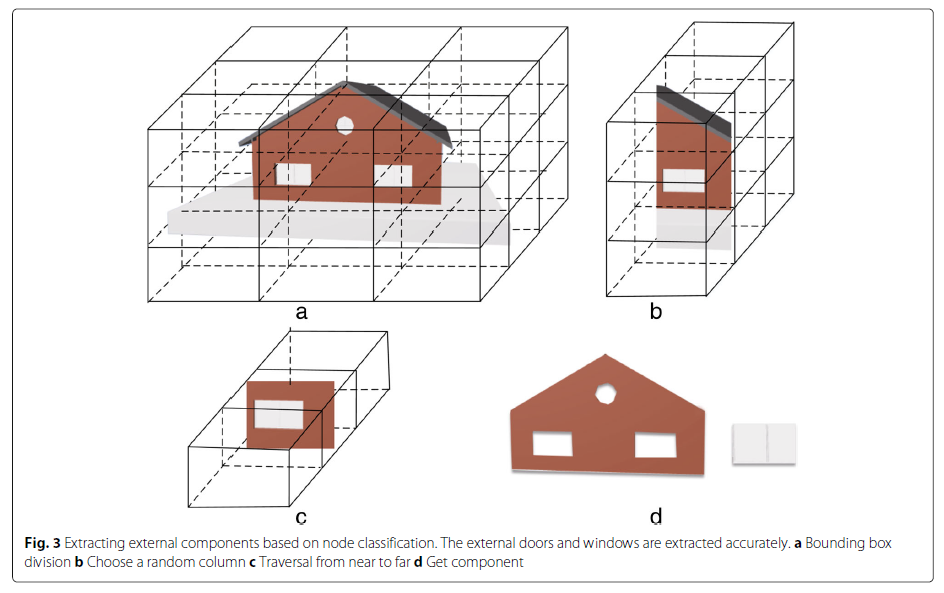 a
b
c
d
Fig. 3 Extracting external components based on node classification. The external doors and windows are extracted accurately. a Bounding box
division b Choose a random column c Traversal from near to far d Get component